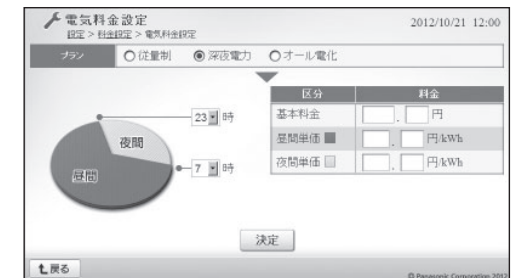 電気料金設定
2012/10/21 12:00
設定 > 料金設定 > 電気料金設定
プラン 従量制 深夜電力 オール電化
区分 料金
23 時
基本料金 . 円
昼間単価 . 円/kWh
夜間単価 . 円/kWh
夜間
7 時
昼間
決定
戻る
© Panasonic Corporation 2012